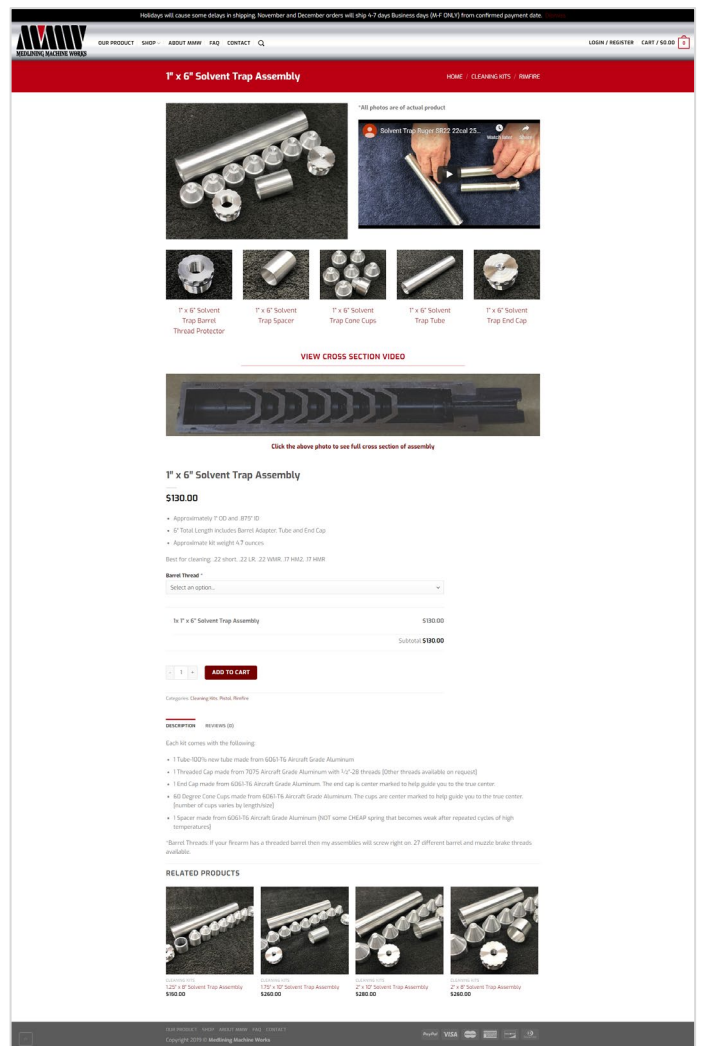 Holidays will cause some delays in shipping. November and December orders will ship 4-7 days Business days (M-F ONLY) from confirmed payment date.
MEDLINING MACHINE WORKS
OUR PRODUCT SHOP ABOUT MMW FAQ CONTACT
LOGIN / REGISTER CART / $0.00 0
1" x 6" Solvent Trap Assembly
HOME / CLEANING KITS / RIMFIRE
*All photos are of actual product
Solvent Trap Ruger SR22 22cal 25...
Watch later Share
1" x 6" Solvent
Trap Barrel
Thread Protector
1" x 6" Solvent
Trap Spacer
1" x 6" Solvent
Trap Cone Cups
1" x 6" Solvent
Trap Tube
1" x 6" Solvent
Trap End Cap
VIEW CROSS SECTION VIDEO
Click the above photo to see full cross section of assembly
1" x 6" Solvent Trap Assembly
$130.00
Approximately 1" OD and .875" ID
6" Total Length includes Barrel Adapter, Tube and End Cap
Approximate kit weight 4.7 ounces
Best for cleaning: .22 short, .22 LR, .22 WMR, .17 HM2, .17 HMR
Barrel Thread *
Select an option...
1x 1" x 6" Solvent Trap Assembly $130.00
Subtotal $130.00
- 1 + ADD TO CART
Categories: Cleaning Kits, Pistol, Rimfire
DESCRIPTION REVIEWS (0)
Each kit comes with the following:
1 Tube-100% new tube made from 6061-T6 Aircraft Grade Aluminum
1 Threaded Cap made from 7075 Aircraft Grade Aluminum with ½"-28 threads [Other threads available on request]
1 End Cap made from 6061-T6 Aircraft Grade Aluminum. The end cap is center marked to help guide you to the true center.
60 Degree Cone Cups made from 6061-T6 Aircraft Grade Aluminum. The cups are center marked to help guide you to the true center
[number of cups varies by length/size]
1 Spacer made from 6061-T6 Aircraft Grade Aluminum (NOT some CHEAP spring that becomes weak after repeated cycles of high
temperatures)
*Barrel Threads: If your firearm has a threaded barrel then my assemblies will screw right on. 27 different barrel and muzzle brake threads
available.
RELATED PRODUCTS
CLEANING KITS
1.25" x 8" Solvent Trap Assembly
$190.00
CLEANING KITS
1.75" x 10" Solvent Trap Assembly
$260.00
CLEANING KITS
2" x 10" Solvent Trap Assembly
$280.00
CLEANING KITS
2" x 8" Solvent Trap Assembly
$260.00
OUR PRODUCT SHOP ABOUT MMW FAQ CONTACT
Copyright 2019 © Medlining Machine Works
PayPal VISA